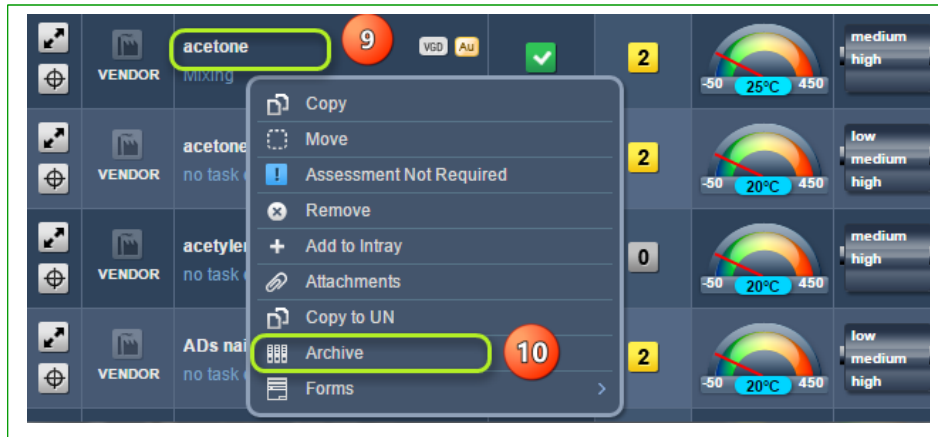 acetone
9
VGD Au
2
medium
high
VENDOR
Mixing
-50 25°C 450
Copy
Move
Assessment Not Required
Remove
Add to Intray
Attachments
Copy to UN
Archive
10
Forms
acetone
2
low
medium
high
VENDOR
no task
-50 20°C 450
0
medium
high
VENDOR
no task
-50 20°C 450
ADs nai
2
low
medium
high
VENDOR
no task
-50 20°C 450